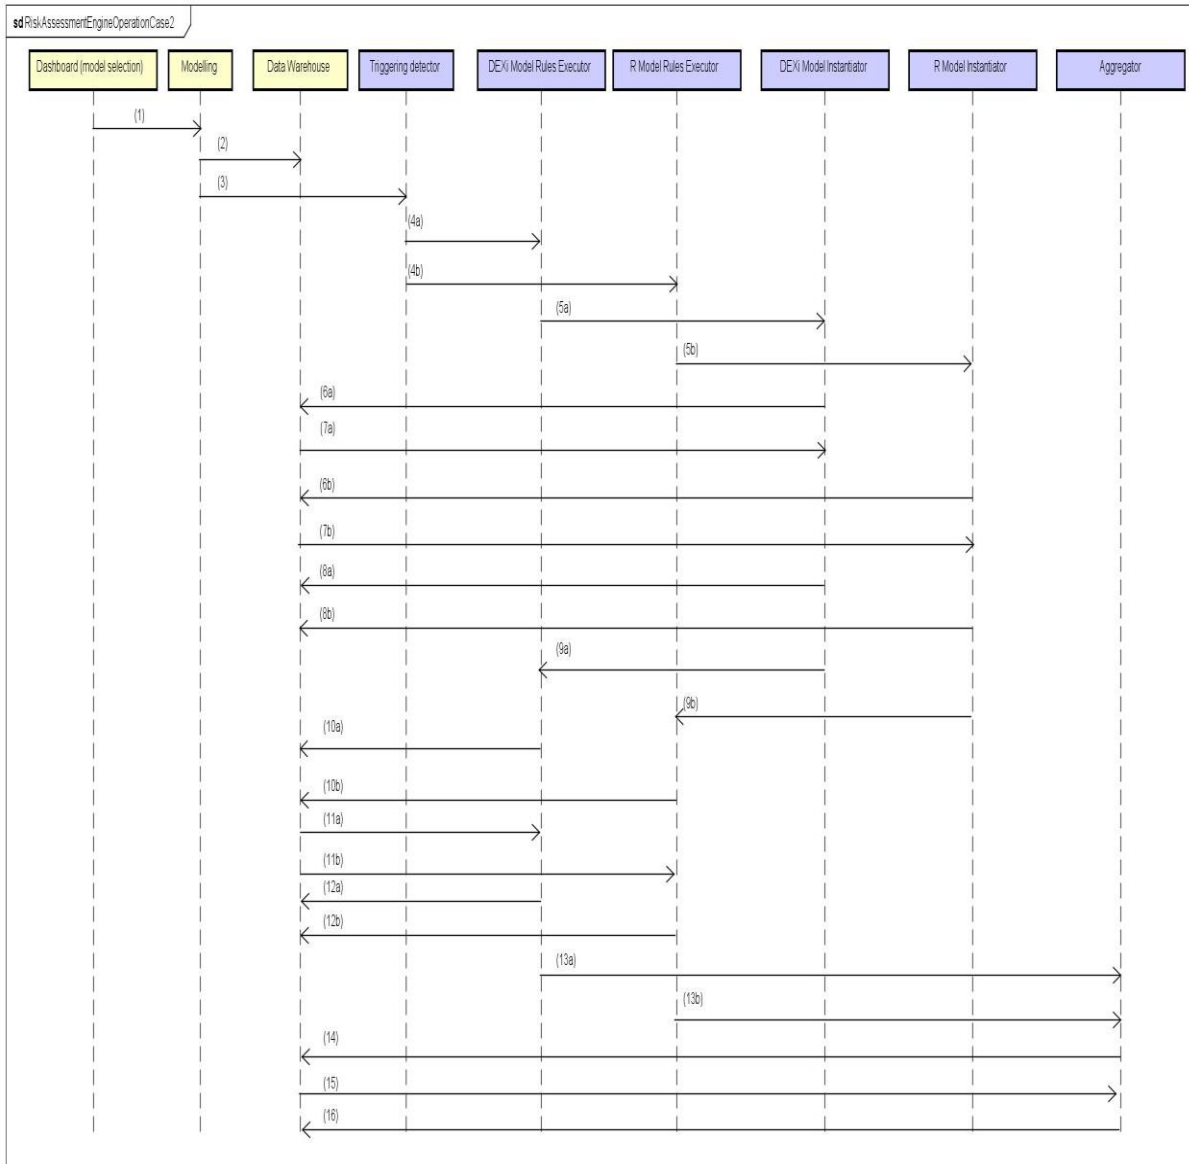 sd RiskAssessmentEngineOperationCase2
Dashboard (model selection)
Modelling
Data Warehouse
Triggering detector
DEXi Model Rules Executor
R Model Rules Executor
DEXi Model Instantiator
R Model Instantiator
Aggregator
(1)
(2)
(3)
(4a)
(4b)
(5a)
(5b)
(6a)
(7a)
(6b)
(7b)
(8a)
(8b)
(9a)
(9b)
(10a)
(10b)
(11a)
(11b)
(12a)
(12b)
(13a)
(13b)
(14)
(15)
(16)